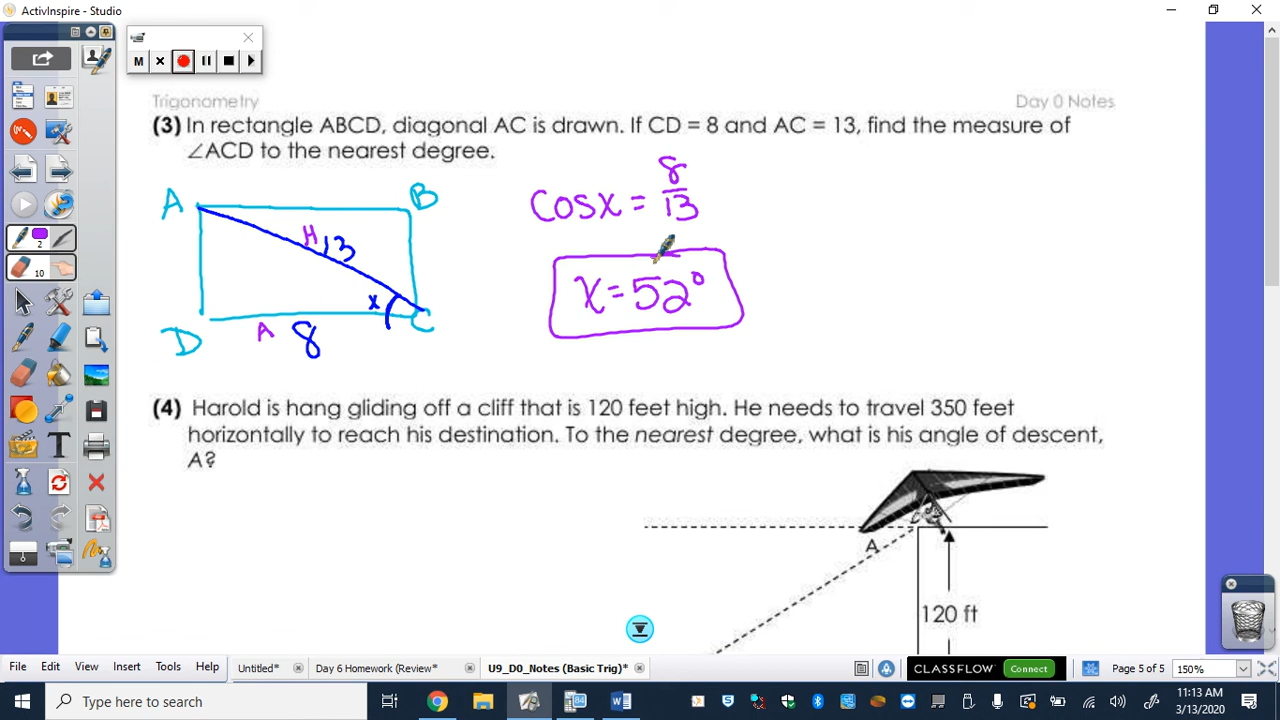 ActivInspire - Studio
M
Trigonometry
Day 0 Notes
(3) In rectangle ABCD, diagonal AC is drawn. If CD = 8 and AC = 13, find the measure of
∠ACD to the nearest degree.
A
B
H 13
x
D
A 8
C
cosx = 8/13
x = 52°
(4) Harold is hang gliding off a cliff that is 120 feet high. He needs to travel 350 feet
horizontally to reach his destination. To the nearest degree, what is his angle of descent,
A?
A
120 ft
2
10
T
File Edit View Insert Tools Help
Untitled*
Day 6 Homework (Review*
U9_D0_Notes (Basic Trig)*
CLASSFLOW Connect
Page 5 of 5
150%
Type here to search
11:13 AM
3/13/2020